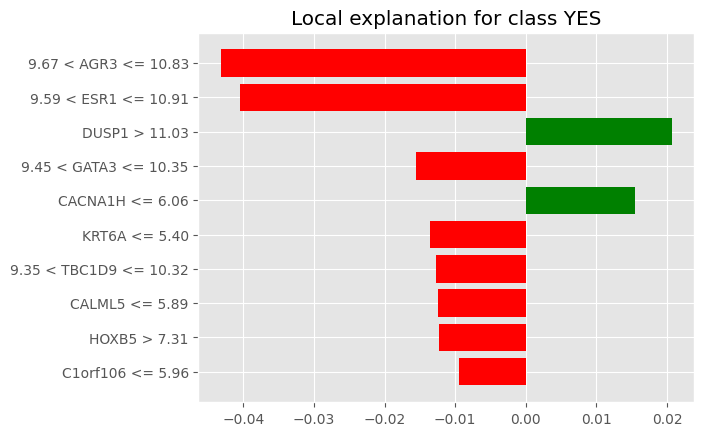 Local explanation for class YES
9.67 < AGR3 <= 10.83
9.59 < ESR1 <= 10.91
DUSP1 > 11.03
9.45 < GATA3 <= 10.35
CACNA1H <= 6.06
KRT6A <= 5.40
9.35 < TBC1D9 <= 10.32
CALML5 <= 5.89
HOXB5 > 7.31
C1orf106 <= 5.96
−0.04 −0.03 −0.02 −0.01 0.00 0.01 0.02